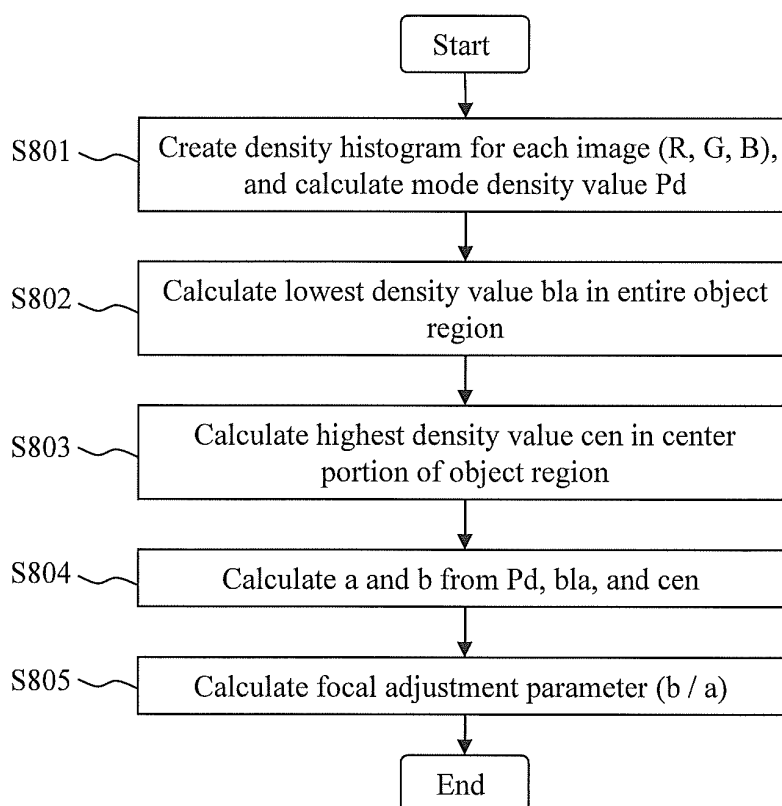 Start
S801
Create density histogram for each image (R, G, B),
and calculate mode density value Pd
S802
Calculate lowest density value bla in entire object
region
S803
Calculate highest density value cen in center
portion of object region
S804
Calculate a and b from Pd, bla, and cen
S805
Calculate focal adjustment parameter (b / a)
End